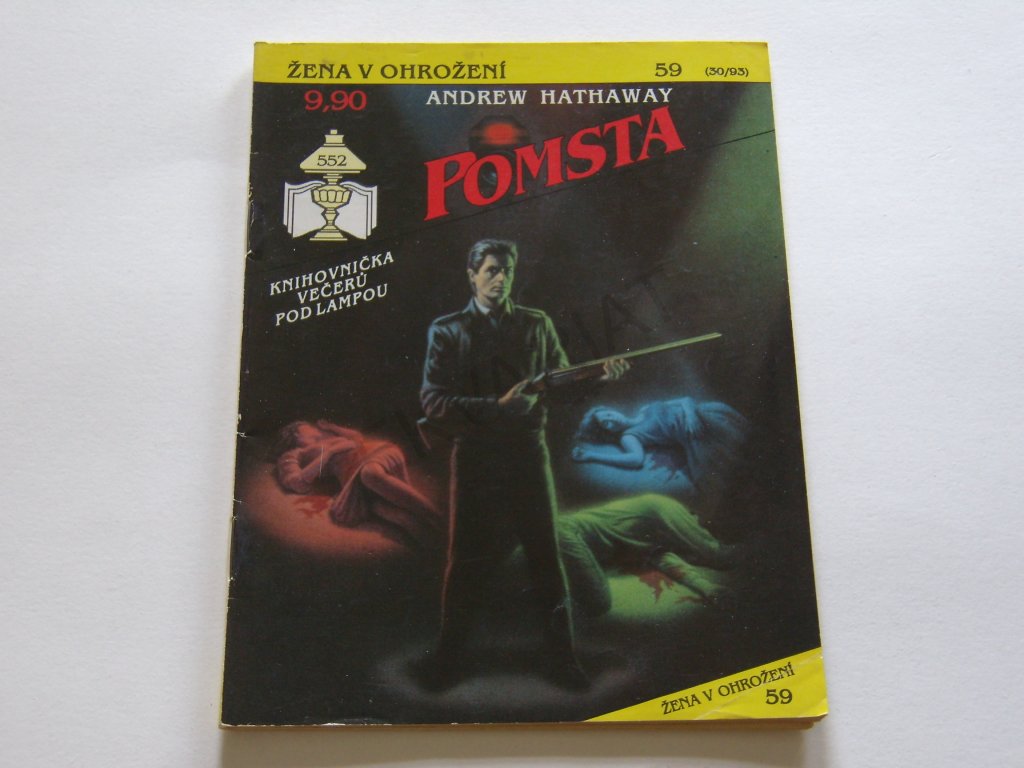 ŽENA V OHROŽENÍ 59 (30/93)
9,90 ANDREW HATHAWAY
POMSTA
552
KNIHOVNIČKA
VEČERŮ
POD LAMPOU
ŽENA V OHROŽENÍ
59